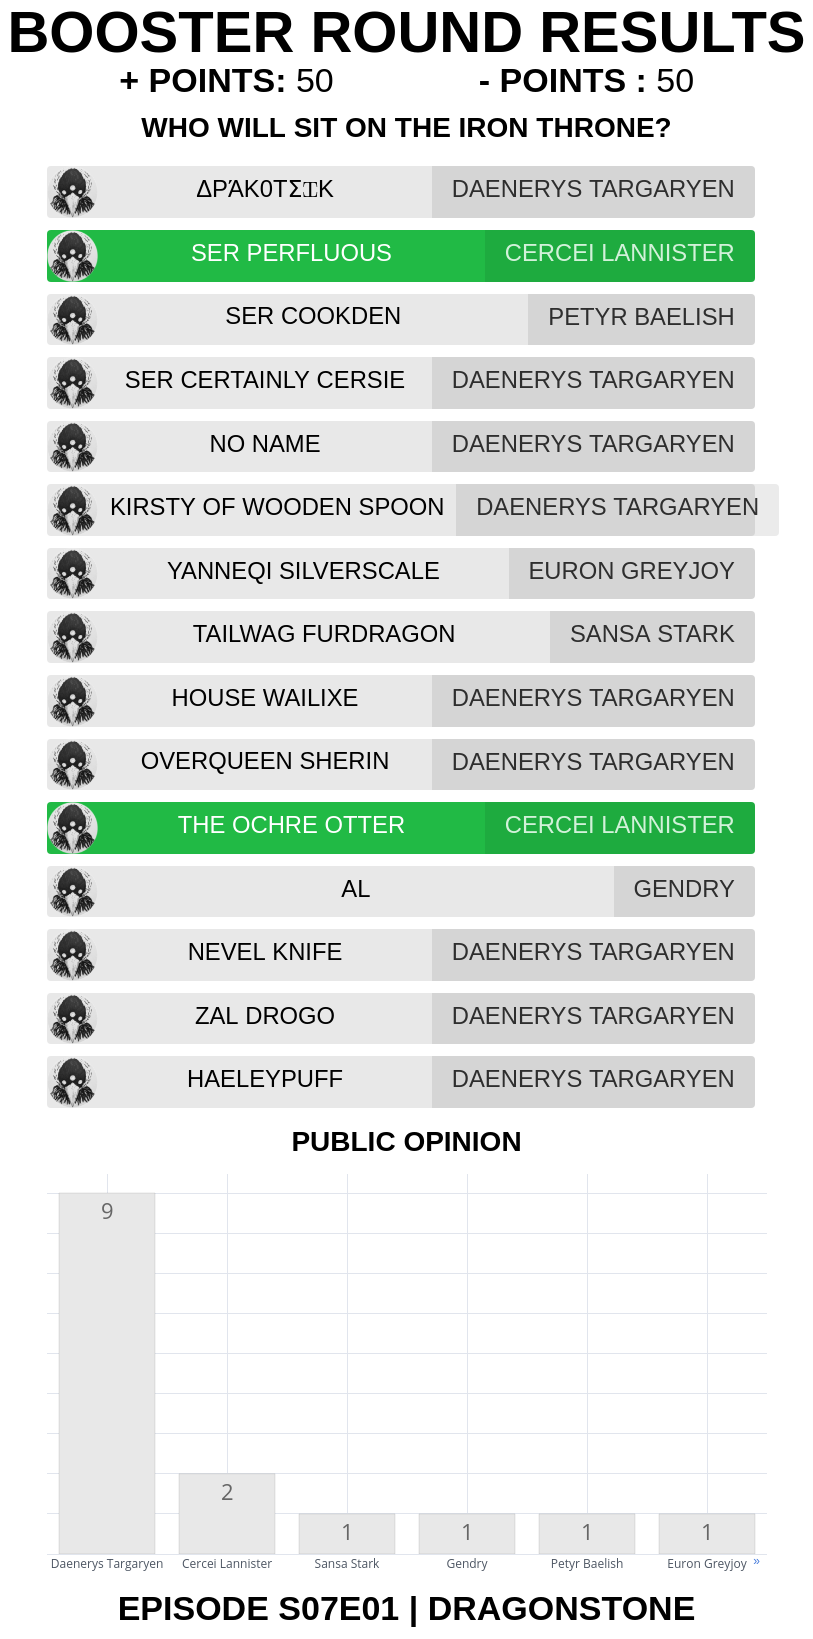 BOOSTER ROUND RESULTS
+ POINTS: 50 - POINTS : 50
WHO WILL SIT ON THE IRON THRONE?
DAENERYS TARGARYEN
SER PERFLUOUS CERCEI LANNISTER
SER COOKDEN PETYR BAELISH
SER CERTAINLY CERSIE DAENERYS TARGARYEN
NO NAME DAENERYS TARGARYEN
KIRSTY OF WOODEN SPOON DAENERYS TARGARYEN
YANNEQI SILVERSCALE EURON GREYJOY
TAILWAG FURDRAGON SANSA STARK
HOUSE WAILIXE DAENERYS TARGARYEN
OVERQUEEN SHERIN DAENERYS TARGARYEN
THE OCHRE OTTER CERCEI LANNISTER
AL GENDRY
NEVEL KNIFE DAENERYS TARGARYEN
ZAL DROGO DAENERYS TARGARYEN
HAELEYPUFF DAENERYS TARGARYEN
PUBLIC OPINION
9 2 1 1 1 1
Daenerys Targaryen Cercei Lannister Sansa Stark Gendry Petyr Baelish Euron Greyjoy »
EPISODE S07E01 | DRAGONSTONE